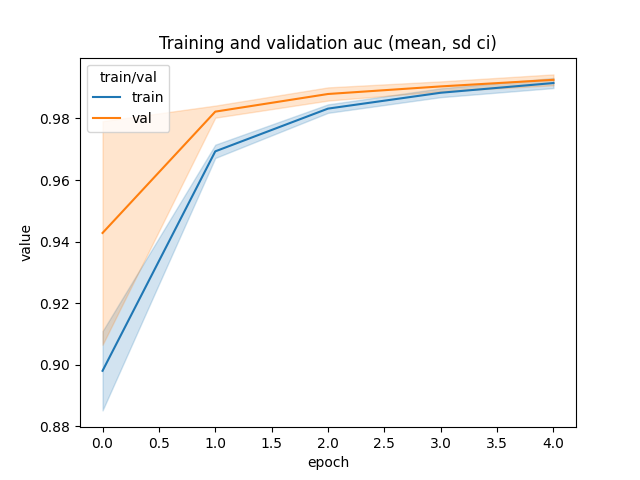 Training and validation auc (mean, sd ci)
train/val
train
val
value
0.98
0.96
0.94
0.92
0.90
0.88
0.0 0.5 1.0 1.5 2.0 2.5 3.0 3.5 4.0
epoch